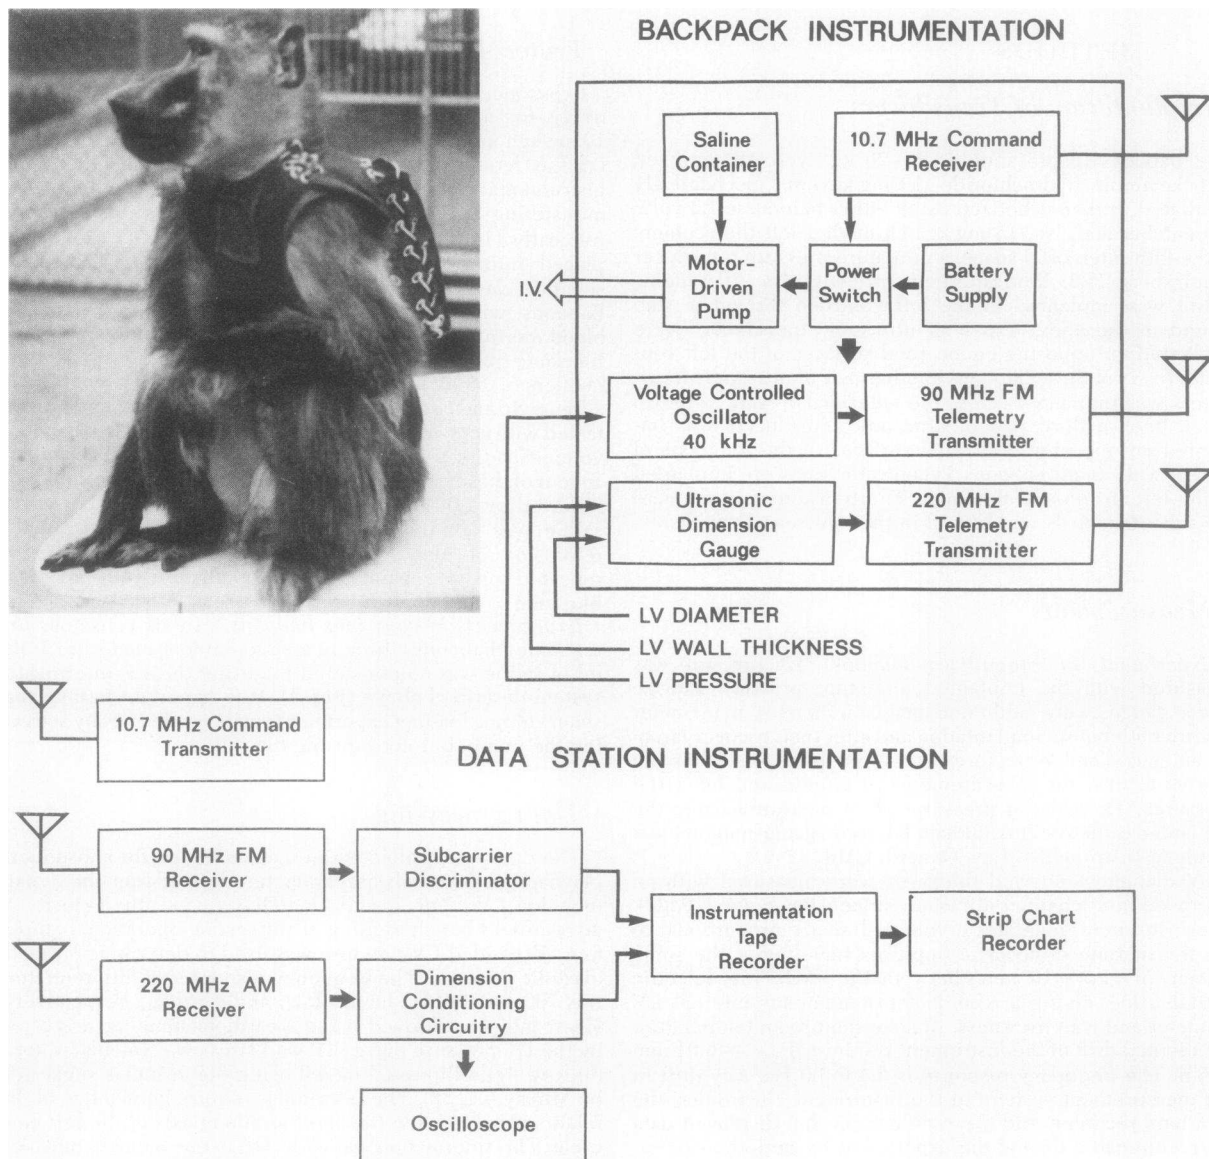 BACKPACK INSTRUMENTATION
Saline
Container
10.7 MHz Command
Receiver
I.V.
Motor-
Driven
Pump
Power
Switch
Battery
Supply
Voltage Controlled
Oscillator
40 kHz
90 MHz FM
Telemetry
Transmitter
Ultrasonic
Dimension
Gauge
220 MHz FM
Telemetry
Transmitter
LV DIAMETER
LV WALL THICKNESS
LV PRESSURE
10.7 MHz Command
Transmitter
DATA STATION INSTRUMENTATION
90 MHz FM
Receiver
Subcarrier
Discriminator
Instrumentation
Tape
Recorder
Strip Chart
Recorder
220 MHz AM
Receiver
Dimension
Conditioning
Circuitry
Oscilloscope